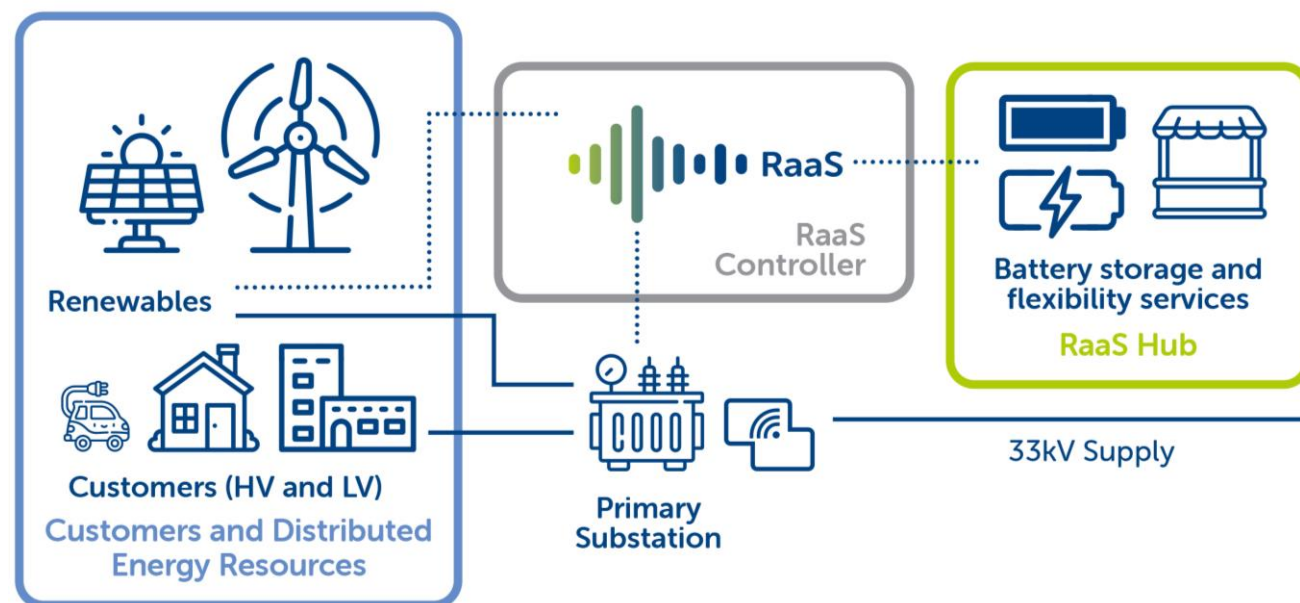 Renewables
Customers (HV and LV)
Customers and Distributed
Energy Resources
RaaS
RaaS
Controller
Primary
Substation
Battery storage and
flexibility services
RaaS Hub
33kV Supply